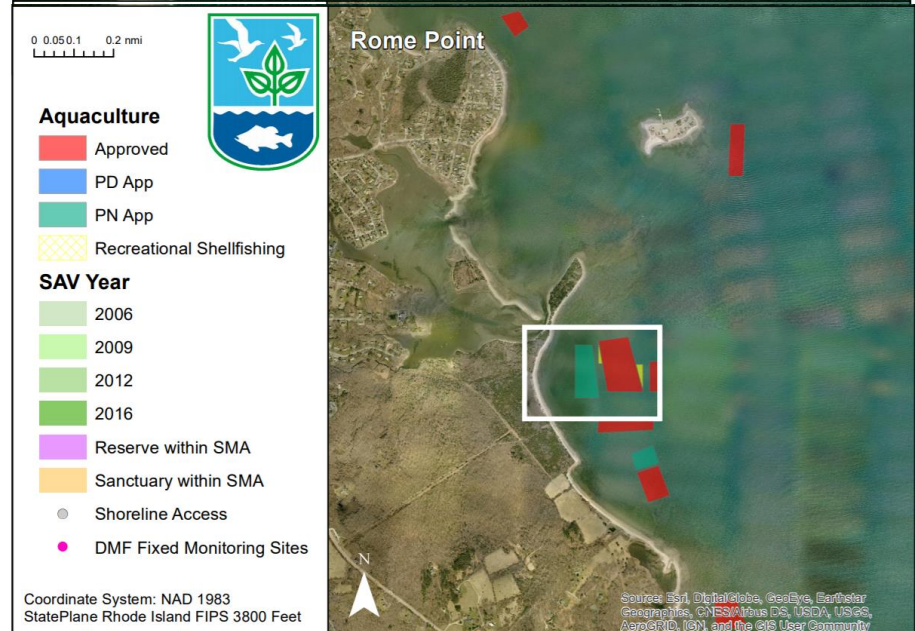 0 0.050.1 0.2 nmi
Aquaculture
Approved
PD App
PN App
Recreational Shellfishing
SAV Year
2006
2009
2012
2016
Reserve within SMA
Sanctuary within SMA
Shoreline Access
DMF Fixed Monitoring Sites
Coordinate System: NAD 1983
StatePlane Rhode Island FIPS 3800 Feet
Rome Point
N
Source: Esri, DigitalGlobe, GeoEye, Earthstar
Geographics, CNES/Airbus DS, USDA, USGS,
AeroGRID, IGN, and the GIS User Community